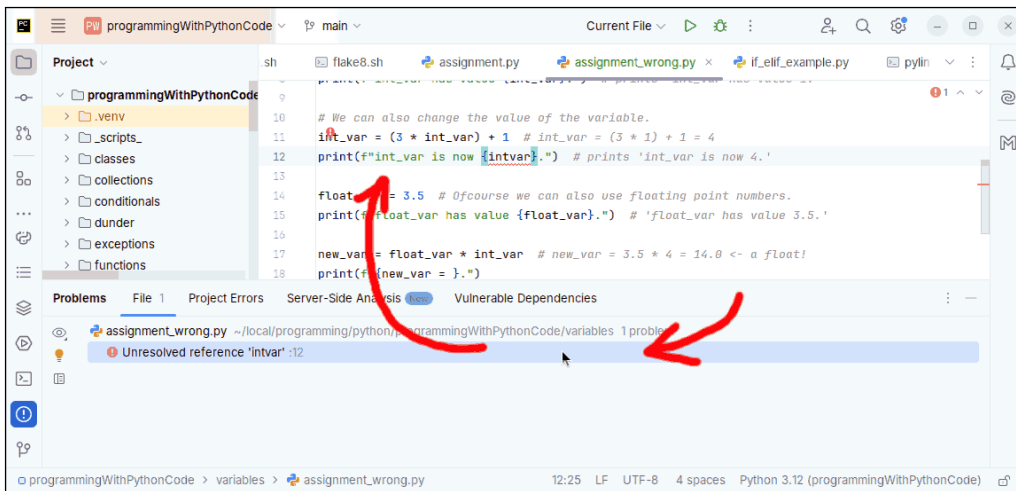 PC PW programmingWithPythonCode main Current File
Project .sh flake8.sh assignment.py assignment_wrong.py if_elif_example.py pylin
programmingWithPythonCode
.venv
_scripts_
classes
collections
conditionals
dunder
exceptions
functions
9
10 # We can also change the value of the variable.
11 int_var = (3 * int_var) + 1 # int_var = (3 * 1) + 1 = 4
12 print(f"int_var is now {intvar}.") # prints 'int_var is now 4.'
13
14 float = 3.5 # Ofcourse we can also use floating point numbers.
15 print(f"float_var has value {float_var}.") # 'float_var has value 3.5.'
16
17 new_var = float_var * int_var # new_var = 3.5 * 4 = 14.0 <- a float!
18 print(f"{new_var = }.")
1
Problems File 1 Project Errors Server-Side Analysis New Vulnerable Dependencies
assignment_wrong.py ~/local/programming/python/programmingWithPythonCode/variables 1 problem
Unresolved reference 'intvar' :12
programmingWithPythonCode > variables > assignment_wrong.py 12:25 LF UTF-8 4 spaces Python 3.12 (programmingWithPythonCode)